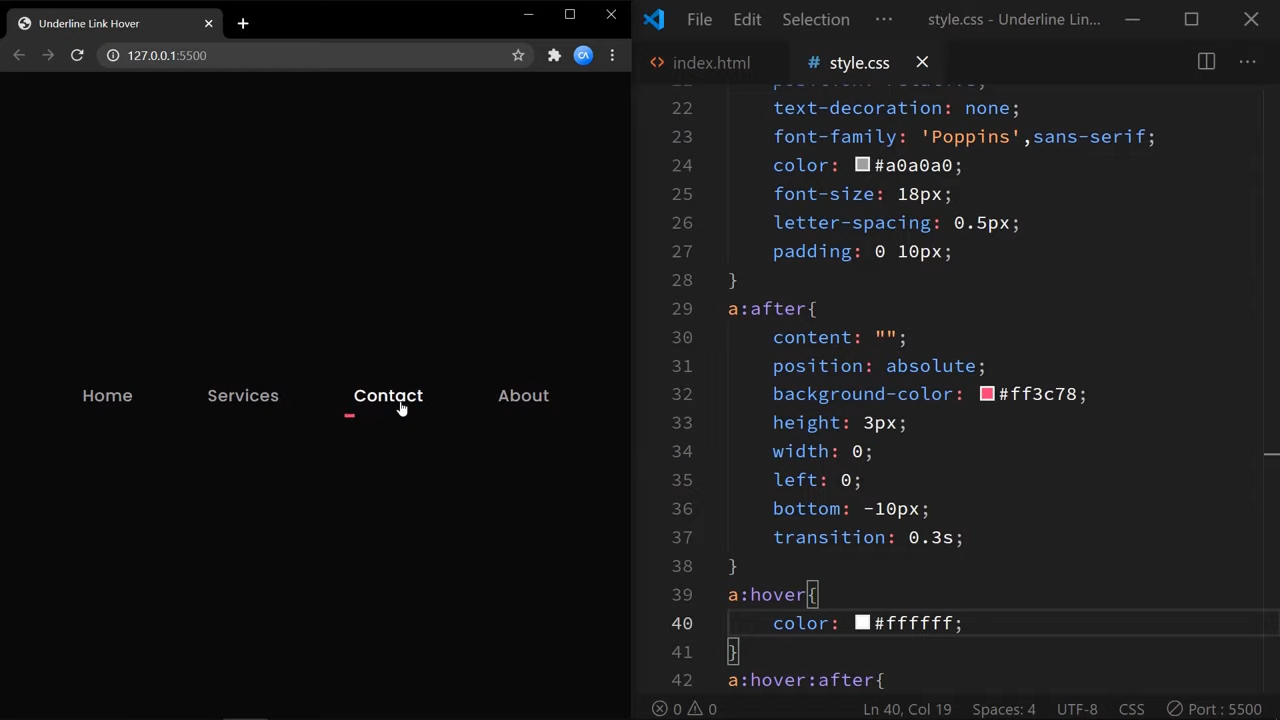 Underline Link Hover
127.0.0.1:5500
Home
Services
Contact
About
File Edit Selection ··· style.css - Underline Lin...
index.html
style.css
22 text-decoration: none;
23 font-family: 'Poppins',sans-serif;
24 color: #a0a0a0;
25 font-size: 18px;
26 letter-spacing: 0.5px;
27 padding: 0 10px;
28 }
29 a:after{
30 content: "";
31 position: absolute;
32 background-color: #ff3c78;
33 height: 3px;
34 width: 0;
35 left: 0;
36 bottom: -10px;
37 transition: 0.3s;
38 }
39 a:hover{
40 color: #ffffff;
41 }
42 a:hover:after{
0 0 Ln 40, Col 19 Spaces: 4 UTF-8 CSS Port : 5500